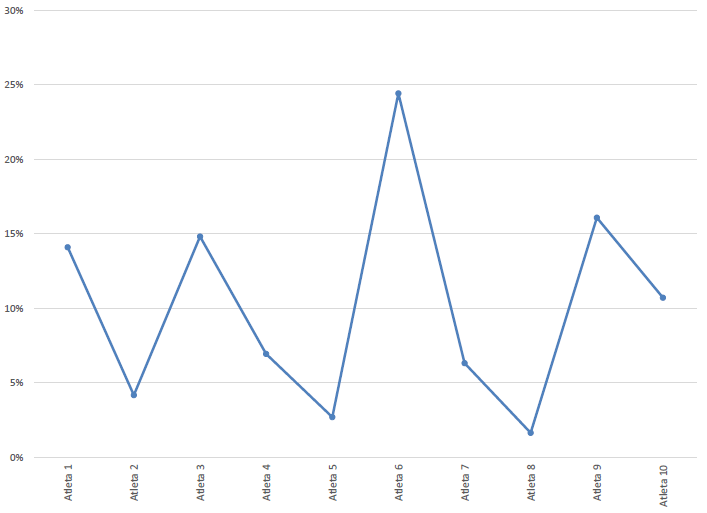 30%
25%
20%
15%
10%
5%
0%
Atleta 1
Atleta 2
Atleta 3
Atleta 4
Atleta 5
Atleta 6
Atleta 7
Atleta 8
Atleta 9
Atleta 10